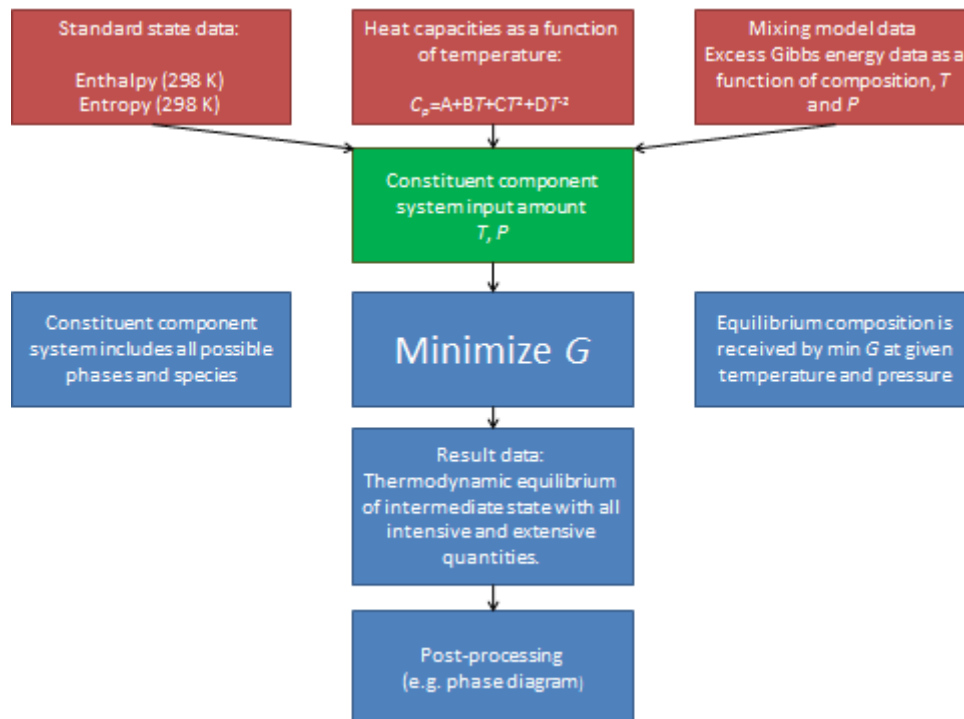 Standard state data:
Enthalpy (298 K)
Entropy (298 K)
Heat capacities as a function
of temperature:
Cₚ=A+BT+CT²+DT⁻²
Mixing model data
Excess Gibbs energy data as a
function of composition, T
and P
Constituent component
system input amount
T, P
Constituent component
system includes all possible
phases and species
Minimize G
Equilibrium composition is
received by min G at given
temperature and pressure
Result data:
Thermodynamic equilibrium
of intermediate state with all
intensive and extensive
quantities.
Post-processing
(e.g. phase diagram)